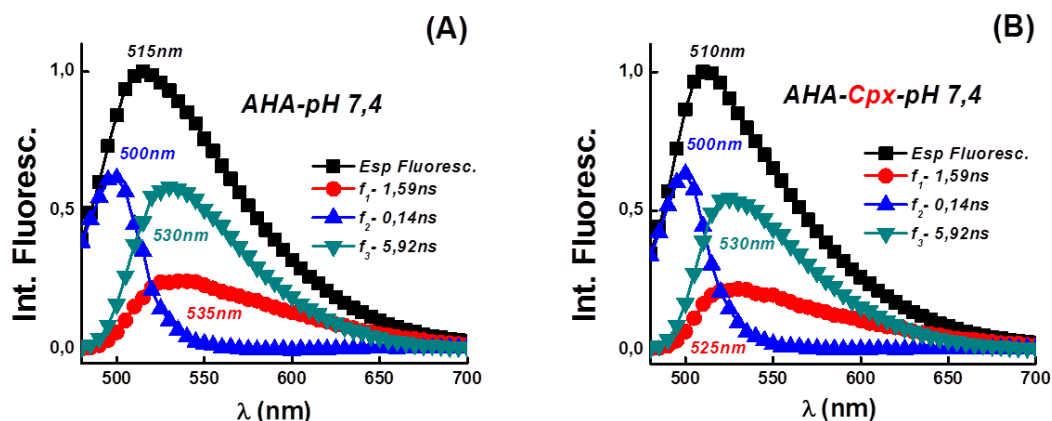 (A)
515nm
1,0
AHA-pH 7,4
500nm
Esp Fluoresc.
f1- 1,59ns
f2- 0,14ns
f3- 5,92ns
0,5
530nm
535nm
0,0
500 550 600 650 700
λ (nm)
Int. Fluoresc.
(B)
510nm
1,0
AHA-Cpx-pH 7,4
500nm
Esp Fluoresc.
f1- 1,59ns
f2- 0,14ns
f3- 5,92ns
0,5
530nm
525nm
0,0
500 550 600 650 700
λ (nm)
Int. Fluoresc.